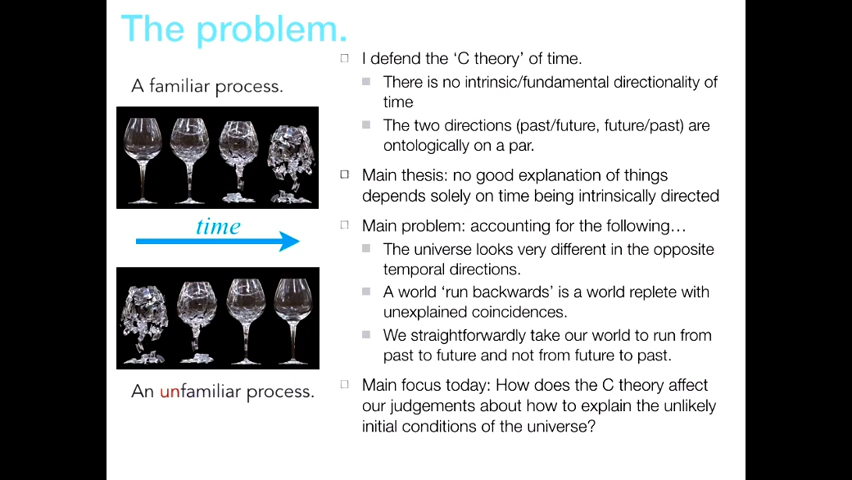 The problem.
A familiar process.
time
An unfamiliar process.
I defend the ‘C theory’ of time.
There is no intrinsic/fundamental directionality of
time
The two directions (past/future, future/past) are
ontologically on a par.
Main thesis: no good explanation of things
depends solely on time being intrinsically directed
Main problem: accounting for the following…
The universe looks very different in the opposite
temporal directions.
A world ‘run backwards’ is a world replete with
unexplained coincidences.
We straightforwardly take our world to run from
past to future and not from future to past.
Main focus today: How does the C theory affect
our judgements about how to explain the unlikely
initial conditions of the universe?